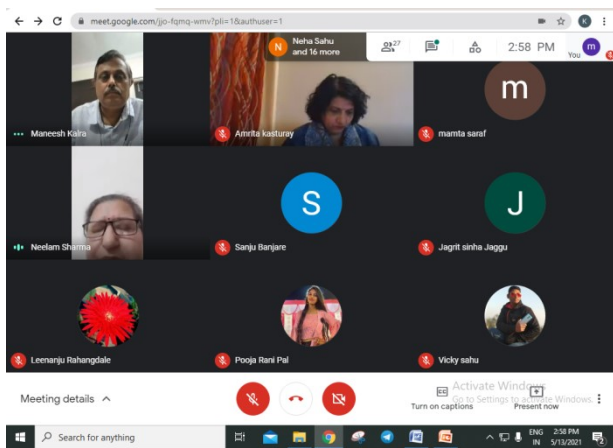 meet.google.com/jjo-fqmq-wmv?pli=1&authuser=1
K
N
Neha Sahu
and 16 more
27
2:58 PM
You
m
Maneesh Kalra
Amrita kasturay
m
mamta saraf
Neelam Sharma
S
Sanju Banjare
J
Jagrit sinha Jaggu
Leenanju Rahangdale
Pooja Rani Pal
Vicky sahu
Meeting details
CC
Turn on captions
Present now
Activate Windows
Go to Settings to activate Windows.
Search for anything
ENG
IN
2:58 PM
5/13/2021